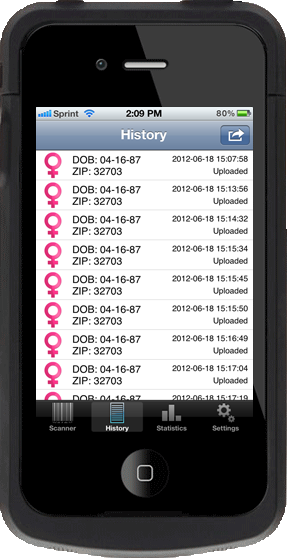 Sprint 2:09 PM 80%
History
DOB: 04-16-87 2012-06-18 15:07:58
ZIP: 32703 Uploaded
DOB: 04-16-87 2012-06-18 15:13:56
ZIP: 32703 Uploaded
DOB: 04-16-87 2012-06-18 15:14:32
ZIP: 32703 Uploaded
DOB: 04-16-87 2012-06-18 15:15:34
ZIP: 32703 Uploaded
DOB: 04-16-87 2012-06-18 15:15:45
ZIP: 32703 Uploaded
DOB: 04-16-87 2012-06-18 15:15:50
ZIP: 32703 Uploaded
DOB: 04-16-87 2012-06-18 15:16:49
ZIP: 32703 Uploaded
DOB: 04-16-87 2012-06-18 15:17:04
ZIP: 32703 Uploaded
DOB: 04-16-87 2012-06-18 15:17:19
Scanner History Statistics Settings